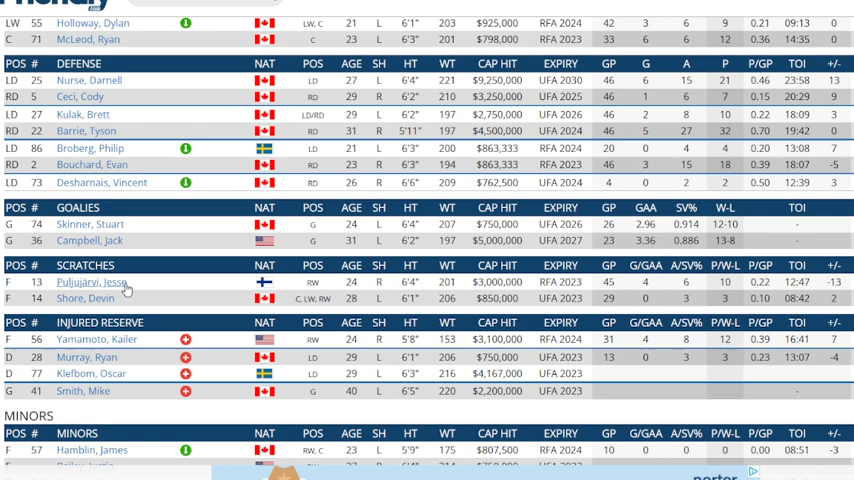 Friendly
LW 55 Holloway, Dylan LW, C 21 L 6'1" 203 $925,000 RFA 2024 42 3 6 9 0.21 09:13 0
C 71 McLeod, Ryan C 23 L 6'3" 201 $798,000 RFA 2023 33 6 6 12 0.36 14:35 0
POS # DEFENSE NAT POS AGE SH HT WT CAP HIT EXPIRY GP G A P P/GP TOI +/-
LD 25 Nurse, Darnell LD 27 L 6'4" 221 $9,250,000 UFA 2030 46 6 15 21 0.46 23:58 13
RD 5 Ceci, Cody RD 29 R 6'2" 210 $3,250,000 UFA 2025 46 1 6 7 0.15 20:29 9
LD 27 Kulak, Brett LD/RD 29 L 6'2" 197 $2,750,000 UFA 2026 46 2 8 10 0.22 18:09 3
RD 22 Barrie, Tyson RD 31 R 5'11" 197 $4,500,000 UFA 2024 46 5 27 32 0.70 19:42 0
LD 86 Broberg, Philip LD 21 L 6'3" 200 $863,333 RFA 2023 20 0 4 4 0.20 13:08 7
RD 2 Bouchard, Evan RD 23 R 6'3" 194 $863,333 RFA 2023 46 3 15 18 0.39 18:07 -5
LD 73 Desharnais, Vincent RD 26 R 6'6" 209 $762,500 UFA 2024 4 0 2 2 0.50 12:39 3
POS # GOALIES NAT POS AGE SH HT WT CAP HIT EXPIRY GP GAA SV% W-L TOI
G 74 Skinner, Stuart G 24 L 6'4" 207 $750,000 UFA 2026 26 2.96 0.914 12-10 -
G 36 Campbell, Jack G 31 L 6'2" 197 $5,000,000 UFA 2027 23 3.36 0.886 13-8 -
POS # SCRATCHES NAT POS AGE SH HT WT CAP HIT EXPIRY GP G/GAA A/SV% P/W-L P/GP TOI +/-
F 13 Puljujärvi, Jesse RW 24 R 6'4" 201 $3,000,000 RFA 2023 45 4 6 10 0.22 12:47 -13
F 14 Shore, Devin C, LW, RW 28 L 6'1" 206 $850,000 UFA 2023 29 0 3 3 0.10 08:42 2
POS # INJURED RESERVE NAT POS AGE SH HT WT CAP HIT EXPIRY GP G/GAA A/SV% P/W-L P/GP TOI +/-
F 56 Yamamoto, Kailer RW 24 R 5'8" 153 $3,100,000 RFA 2024 31 4 8 12 0.39 16:41 7
D 28 Murray, Ryan LD 29 L 6'1" 206 $750,000 UFA 2023 13 0 3 3 0.23 13:07 -4
D 77 Klefbom, Oscar LD 29 L 6'3" 216 $4,167,000 UFA 2023
G 41 Smith, Mike G 40 L 6'5" 220 $2,200,000 UFA 2023 -
MINORS
POS # MINORS NAT POS AGE SH HT WT CAP HIT EXPIRY GP G/GAA A/SV% P/W-L P/GP TOI +/-
F 57 Hamblin, James RW, C 23 L 5'9" 175 $807,500 RFA 2024 10 0 0 0 0.00 08:51 -3
porter